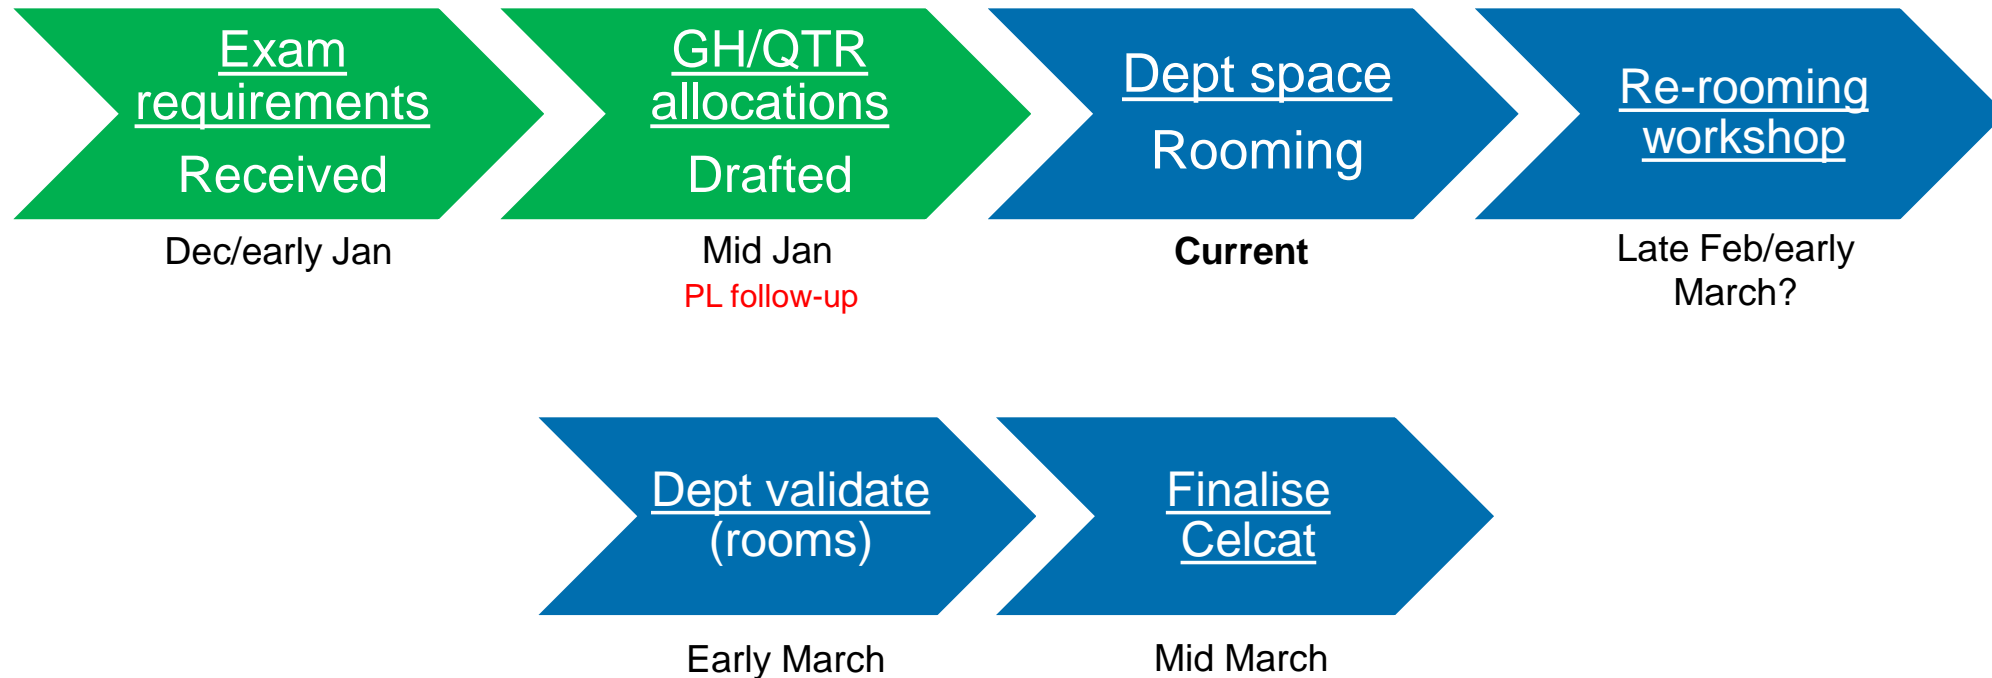 Exam
requirements
Received
GH/QTR
allocations
Drafted
Dept space
Rooming
Re-rooming
workshop
Dec/early Jan
Mid Jan
PL follow-up
Current
Late Feb/early
March?
Dept validate
(rooms)
Finalise
Celcat
Early March
Mid March